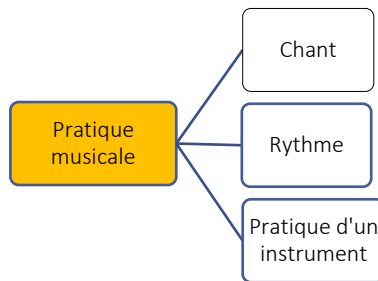 Pratique
musicale
Chant
Rythme
Pratique d'un
instrument